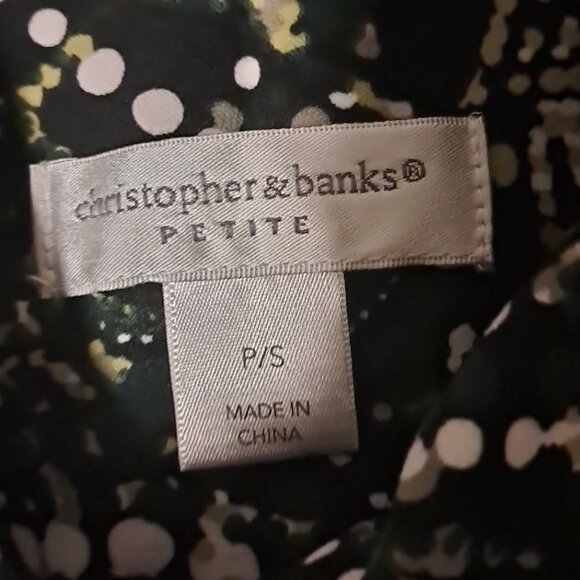 christopher&banks®
PETITE
P/S
MADE IN
CHINA